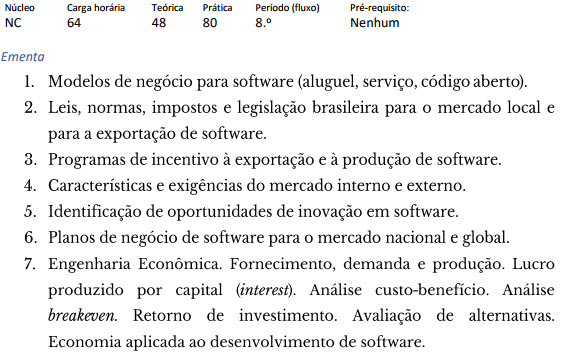 Núcleo Carga horária Teórica Prática Período (fluxo) Pré-requisito:
NC 64 48 80 8.º Nenhum
Ementa
1. Modelos de negócio para software (aluguel, serviço, código aberto).
2. Leis, normas, impostos e legislação brasileira para o mercado local e
para a exportação de software.
3. Programas de incentivo à exportação e à produção de software.
4. Características e exigências do mercado interno e externo.
5. Identificação de oportunidades de inovação em software.
6. Planos de negócio de software para o mercado nacional e global.
7. Engenharia Econômica. Fornecimento, demanda e produção. Lucro
produzido por capital (interest). Análise custo-benefício. Análise
breakeven. Retorno de investimento. Avaliação de alternativas.
Economia aplicada ao desenvolvimento de software.